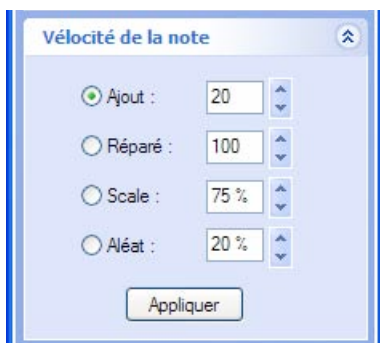 Vélocité de la note
Ajout : 20
Réparé : 100
Scale : 75 %
Aléat : 20 %
Appliquer